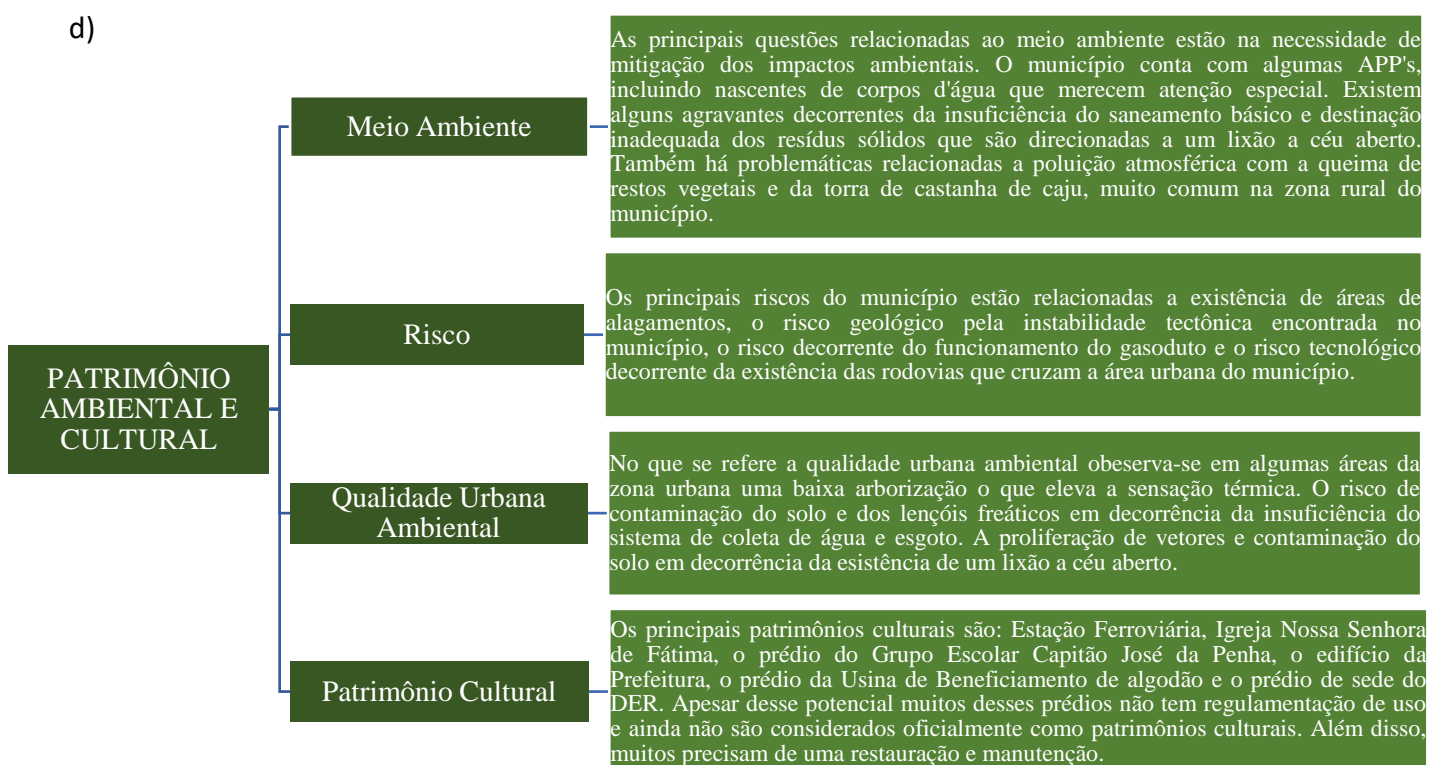 d)
PATRIMÔNIO
AMBIENTAL E
CULTURAL
Meio Ambiente
As principais questões relacionadas ao meio ambiente estão na necessidade de
mitigação dos impactos ambientais. O município conta com algumas APP's,
incluindo nascentes de corpos d'água que merecem atenção especial. Existem
alguns agravantes decorrentes da insuficiência do saneamento básico e destinação
inadequada dos resídus sólidos que são direcionadas a um lixão a céu aberto.
Também há problemáticas relacionadas a poluição atmosférica com a queima de
restos vegetais e da torra de castanha de caju, muito comum na zona rural do
município.
Risco
Os principais riscos do município estão relacionadas a existência de áreas de
alagamentos, o risco geológico pela instabilidade tectônica encontrada no
município, o risco decorrente do funcionamento do gasoduto e o risco tecnológico
decorrente da existência das rodovias que cruzam a área urbana do município.
Qualidade Urbana
Ambiental
No que se refere a qualidade urbana ambiental obeserva-se em algumas áreas da
zona urbana uma baixa arborização o que eleva a sensação térmica. O risco de
contaminação do solo e dos lençóis freáticos em decorrência da insuficiência do
sistema de coleta de água e esgoto. A proliferação de vetores e contaminação do
solo em decorrência da esistência de um lixão a céu aberto.
Patrimônio Cultural
Os principais patrimônios culturais são: Estação Ferroviária, Igreja Nossa Senhora
de Fátima, o prédio do Grupo Escolar Capitão José da Penha, o edifício da
Prefeitura, o prédio da Usina de Beneficiamento de algodão e o prédio de sede do
DER. Apesar desse potencial muitos desses prédios não tem regulamentação de uso
e ainda não são considerados oficialmente como patrimônios culturais. Além disso,
muitos precisam de uma restauração e manutenção.